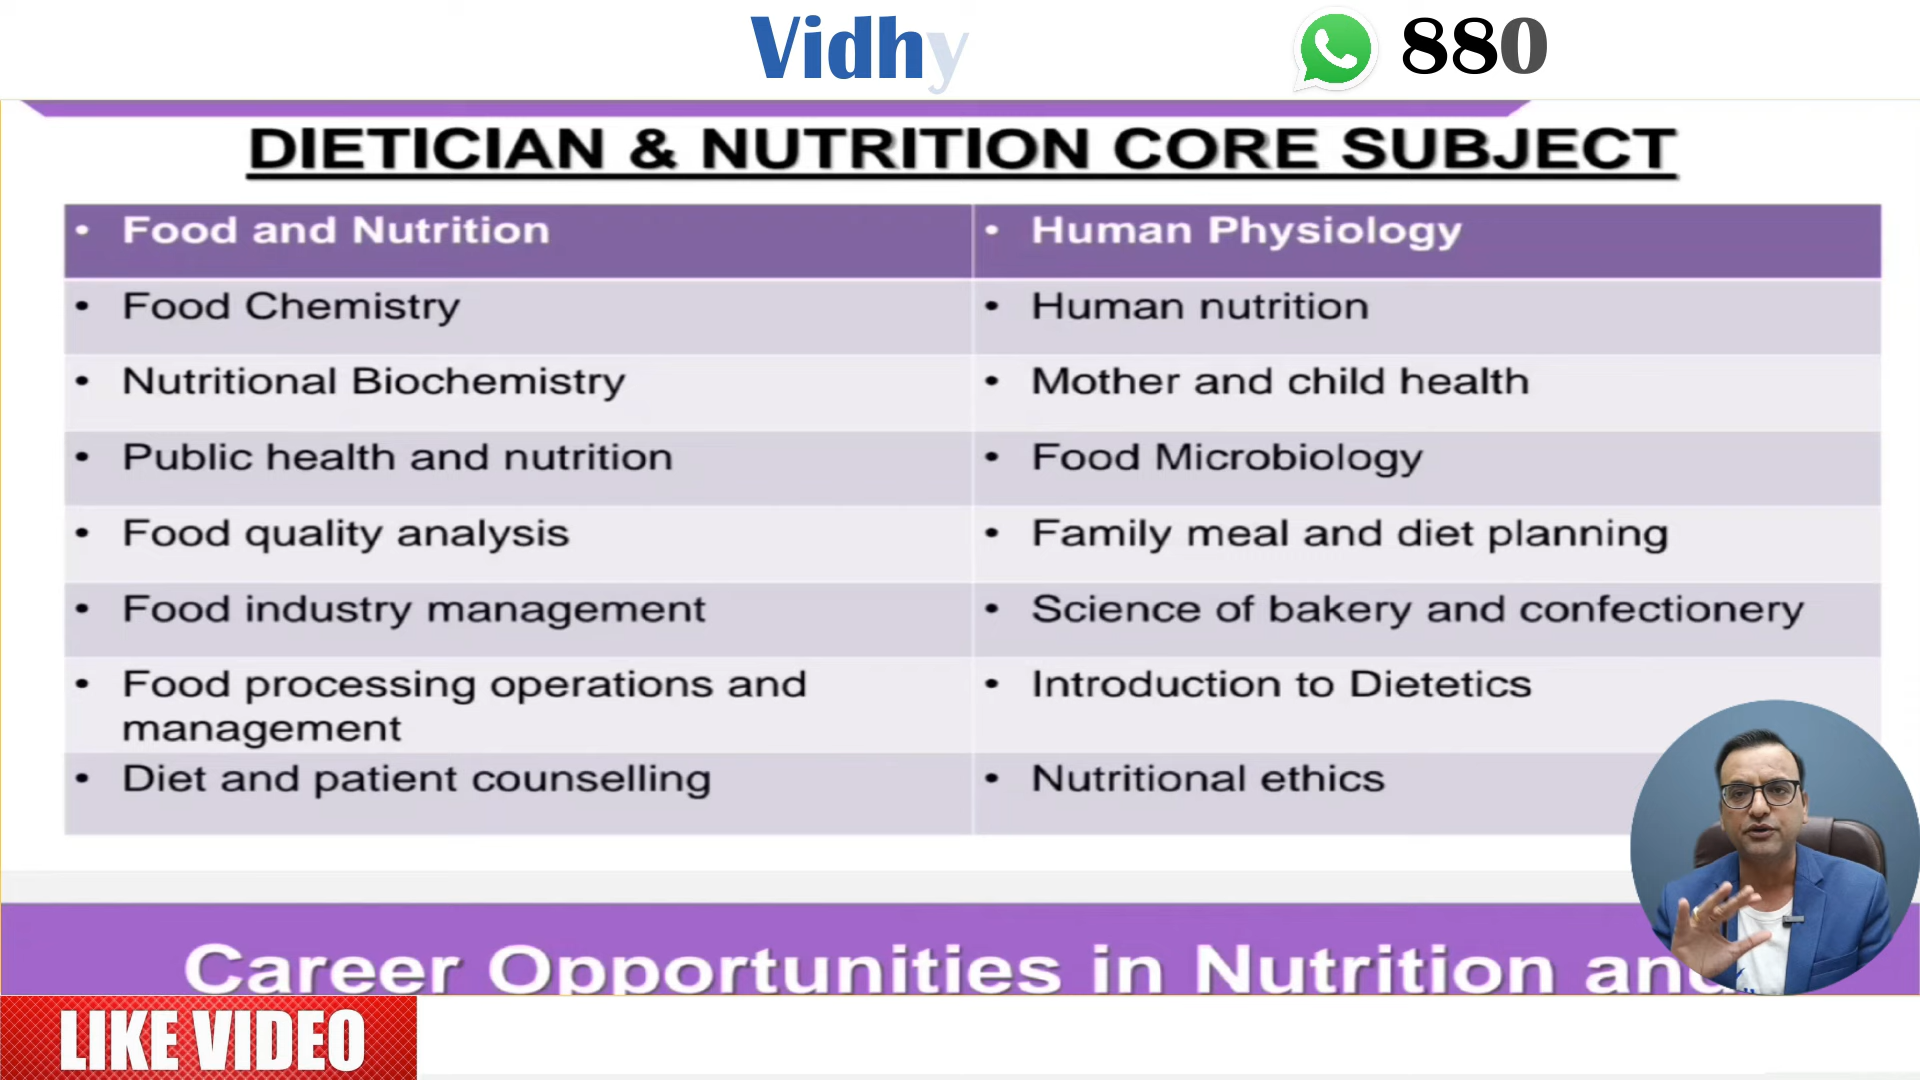 Vidhy
880
DIETICIAN & NUTRITION CORE SUBJECT
• Food and Nutrition
• Human Physiology
• Food Chemistry
• Human nutrition
• Nutritional Biochemistry
• Mother and child health
• Public health and nutrition
• Food Microbiology
• Food quality analysis
• Family meal and diet planning
• Food industry management
• Science of bakery and confectionery
• Food processing operations and
management
• Introduction to Dietetics
• Diet and patient counselling
• Nutritional ethics
Career Opportunities in Nutrition and
LIKE VIDEO